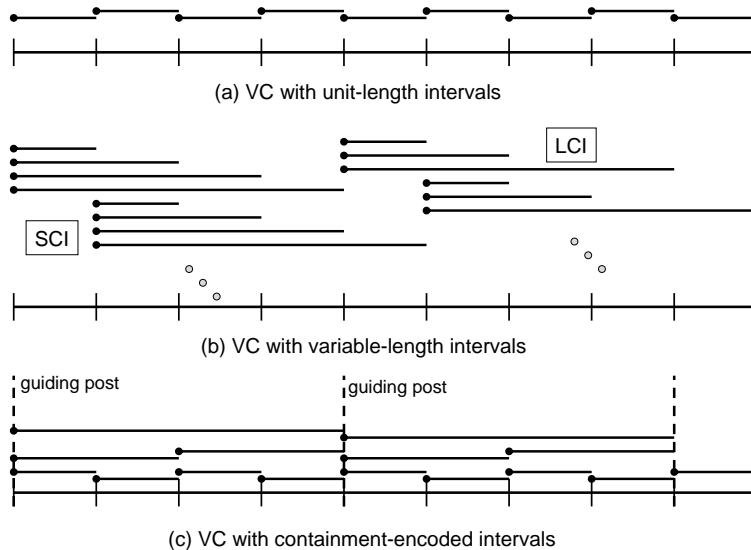 (a) VC with unit-length intervals
LCI
SCI
(b) VC with variable-length intervals
guiding post
guiding post
(c) VC with containment-encoded intervals